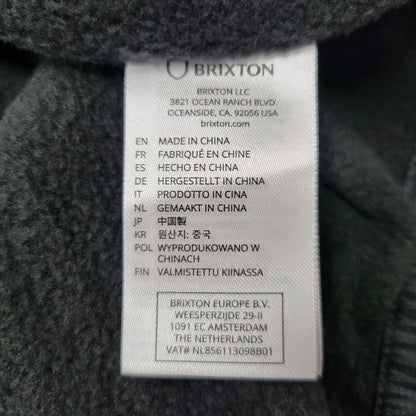 BRIXTON
BRIXTON LLC
3821 OCEAN RANCH BLVD.
OCEANSIDE, CA. 92056 USA
brixton.com
EN MADE IN CHINA
FR FABRIQUÉ EN CHINE
ES HECHO EN CHINA
DE HERGESTELLT IN CHINA
IT PRODOTTO IN CINA
NL GEMAAKT IN CHINA
JP 中国製
KR 원산지: 중국
POL WYPRODUKOWANO W
CHINACH
FIN VALMISTETTU KIINASSA
BRIXTON EUROPE B.V.
WEESPERZIJDE 29-II
1091 EC AMSTERDAM
THE NETHERLANDS
VAT# NL856113098B01